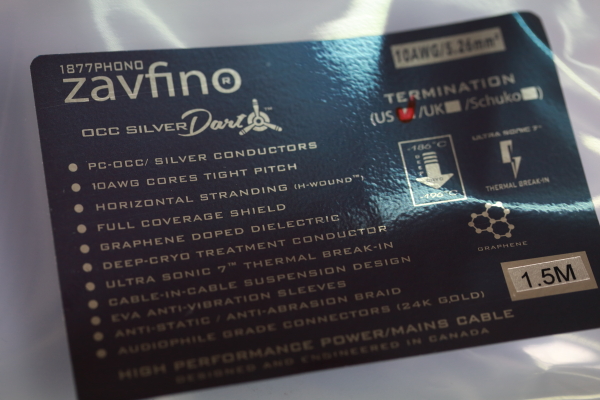 1877PHONO
zavfino®
OCC SILVER Dart
10AWG/5.26mm²
TERMINATION
(US /UK /Schuko )
• PC-OCC/ SILVER CONDUCTORS
• 10AWG CORES TIGHT PITCH
• HORIZONTAL STRANDING (H-WOUND™)
• FULL COVERAGE SHIELD
• GRAPHENE DOPED DIELECTRIC
• DEEP-CRYO TREATMENT CONDUCTOR
• ULTRA SONIC 7™ THERMAL BREAK-IN
• CABLE-IN-CABLE SUSPENSION DESIGN
• EVA ANTI-VIBRATION SLEEVES
• ANTI-STATIC / ANTI-ABRASION BRAID
• AUDIOPHILE GRADE CONNECTORS (24K GOLD)
-186°C
-196°C
ULTRA SONIC 7™
THERMAL BREAK-IN
GRAPHENE
1.5M
HIGH PERFORMANCE POWER/MAINS CABLE
DESIGNED AND ENGINEERED IN CANADA